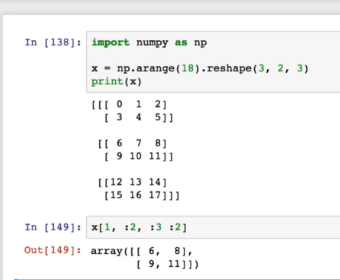 In [138]: import numpy as np
x = np.arange(18).reshape(3, 2, 3)
print(x)
[[[ 0 1 2]
[ 3 4 5]]
[[ 6 7 8]
[ 9 10 11]]
[[12 13 14]
[15 16 17]]]
In [149]: x[1, :2, :3 :2]
Out[149]: array([[ 6, 8],
[ 9, 11]])